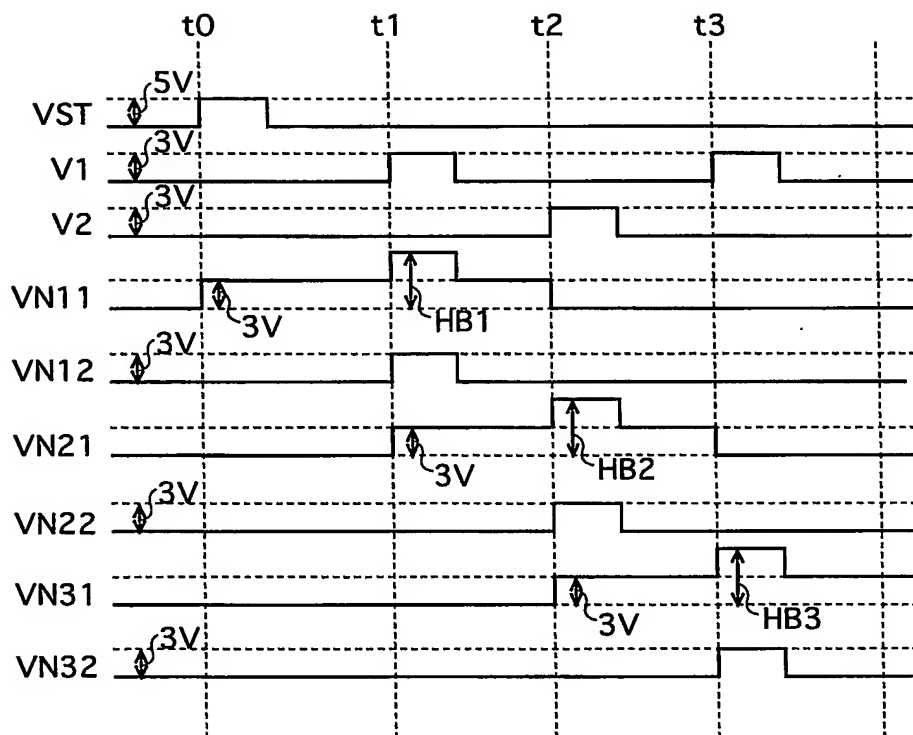 t0 t1 t2 t3
5V
VST
3V
V1
3V
V2
VN11
3V
HB1
3V
VN12
VN21
3V
HB2
3V
VN22
VN31
3V
HB3
3V
VN32